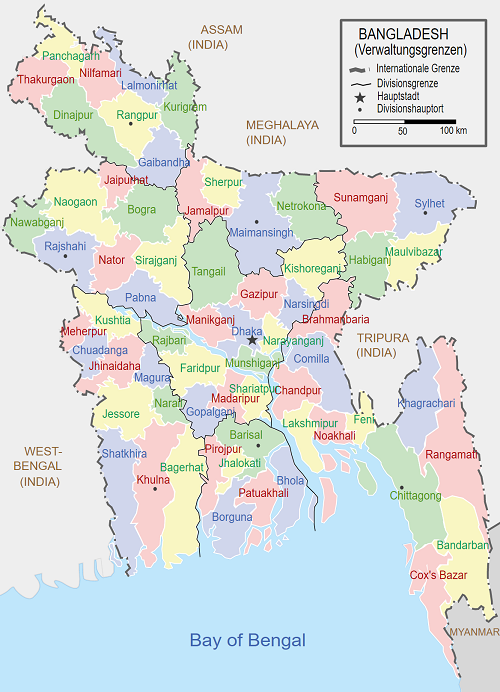 ASSAM
(INDIA)
BANGLADESH
(Verwaltungsgrenzen)
Internationale Grenze
Divisionsgrenze
Hauptstadt
Divisionshauptort
0 50 100 km
Panchagarh
Thakurgaon
Nilfamari
Lalmonirhat
Dinajpur
Rangpur
Kurigram
MEGHALAYA
(INDIA)
Gaibandha
Jaipurhat
Sherpur
Naogaon
Bogra
Jamalpur
Netrokona
Sunamganj
Sylhet
Nawabganj
Maimansingh
Rajshahi
Nator
Sirajganj
Tangail
Kishoreganj
Habiganj
Maulvibazar
Pabna
Gazipur
Narsingdi
Kushtia
Manikganj
Brahmanbaria
Meherpur
Dhaka
Rajbari
Narayanganj
TRIPURA
(INDIA)
Chuadanga
Jhinaidaha
Faridpur
Munshiganj
Comilla
Magura
Shariatpur
Chandpur
Madaripur
Narail
Jessore
Gopalganj
Khagrachari
Lakshmipur
Feni
Noakhali
WEST-
BENGAL
(INDIA)
Shatkhira
Barisal
Pirojpur
Jhalokati
Bagerhat
Khulna
Rangamati
Patuakhali
Bhola
Chittagong
Borguna
Bandarban
Cox's Bazar
MYANMAR
Bay of Bengal